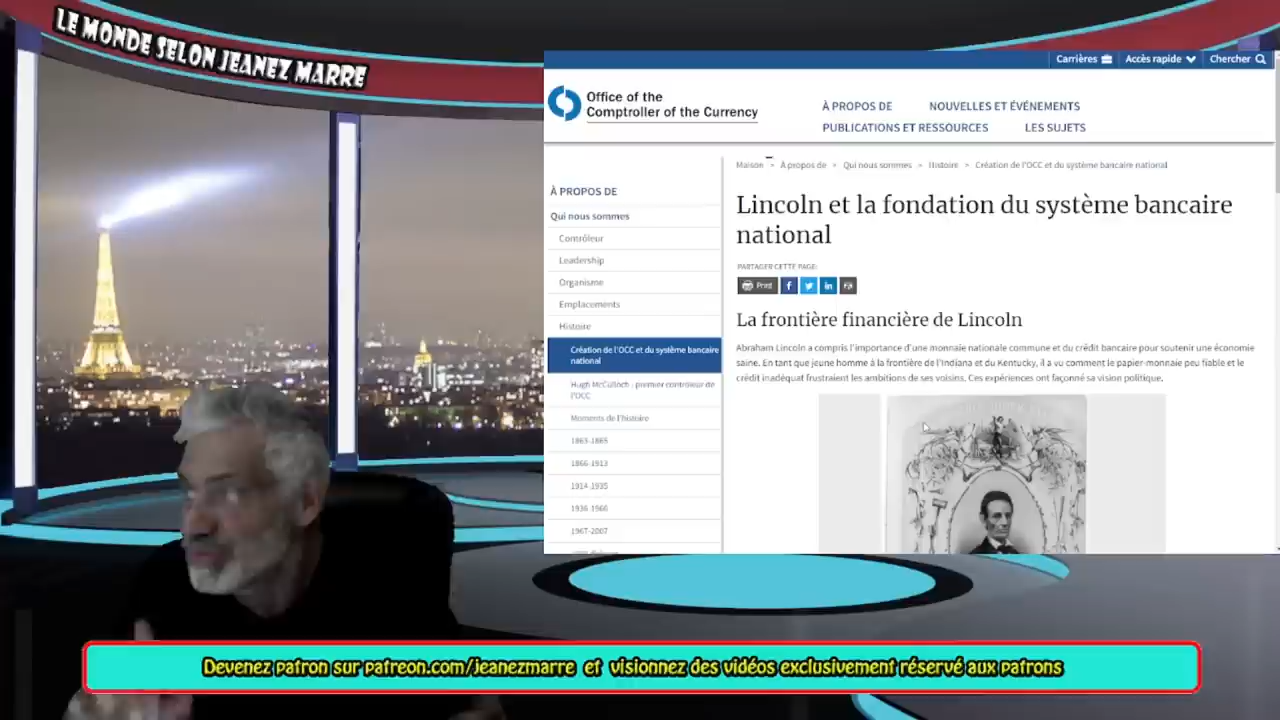 LE MONDE SELON JEANEZ MARRE
Carrières
Accès rapide
Chercher
Office of the
Comptroller of the Currency
À PROPOS DE
NOUVELLES ET ÉVÉNEMENTS
PUBLICATIONS ET RESSOURCES
LES SUJETS
Maison > À propos de > Qui nous sommes > Histoire > Création de l'OCC et du système bancaire national
À PROPOS DE
Qui nous sommes
Contrôleur
Leadership
Organisme
Emplacements
Histoire
Création de l'OCC et du système bancaire
national
Hugh McCulloch : premier contrôleur de
l'OCC
Moments de l'histoire
1863-1865
1866-1913
1914-1935
1936-1966
1967-2007
Lincoln et la fondation du système bancaire
national
PARTAGER CETTE PAGE:
Print
La frontière financière de Lincoln
Abraham Lincoln a compris l'importance d'une monnaie nationale commune et du crédit bancaire pour soutenir une économie
saine. En tant que jeune homme à la frontière de l'Indiana et du Kentucky, il a vu comment le papier-monnaie peu fiable et le
crédit inadéquat frustraient les ambitions de ses voisins. Ces expériences ont façonné sa vision politique.
Devenez patron sur patreon.com/jeanezmarre et visionnez des vidéos exclusivement réservé aux patrons